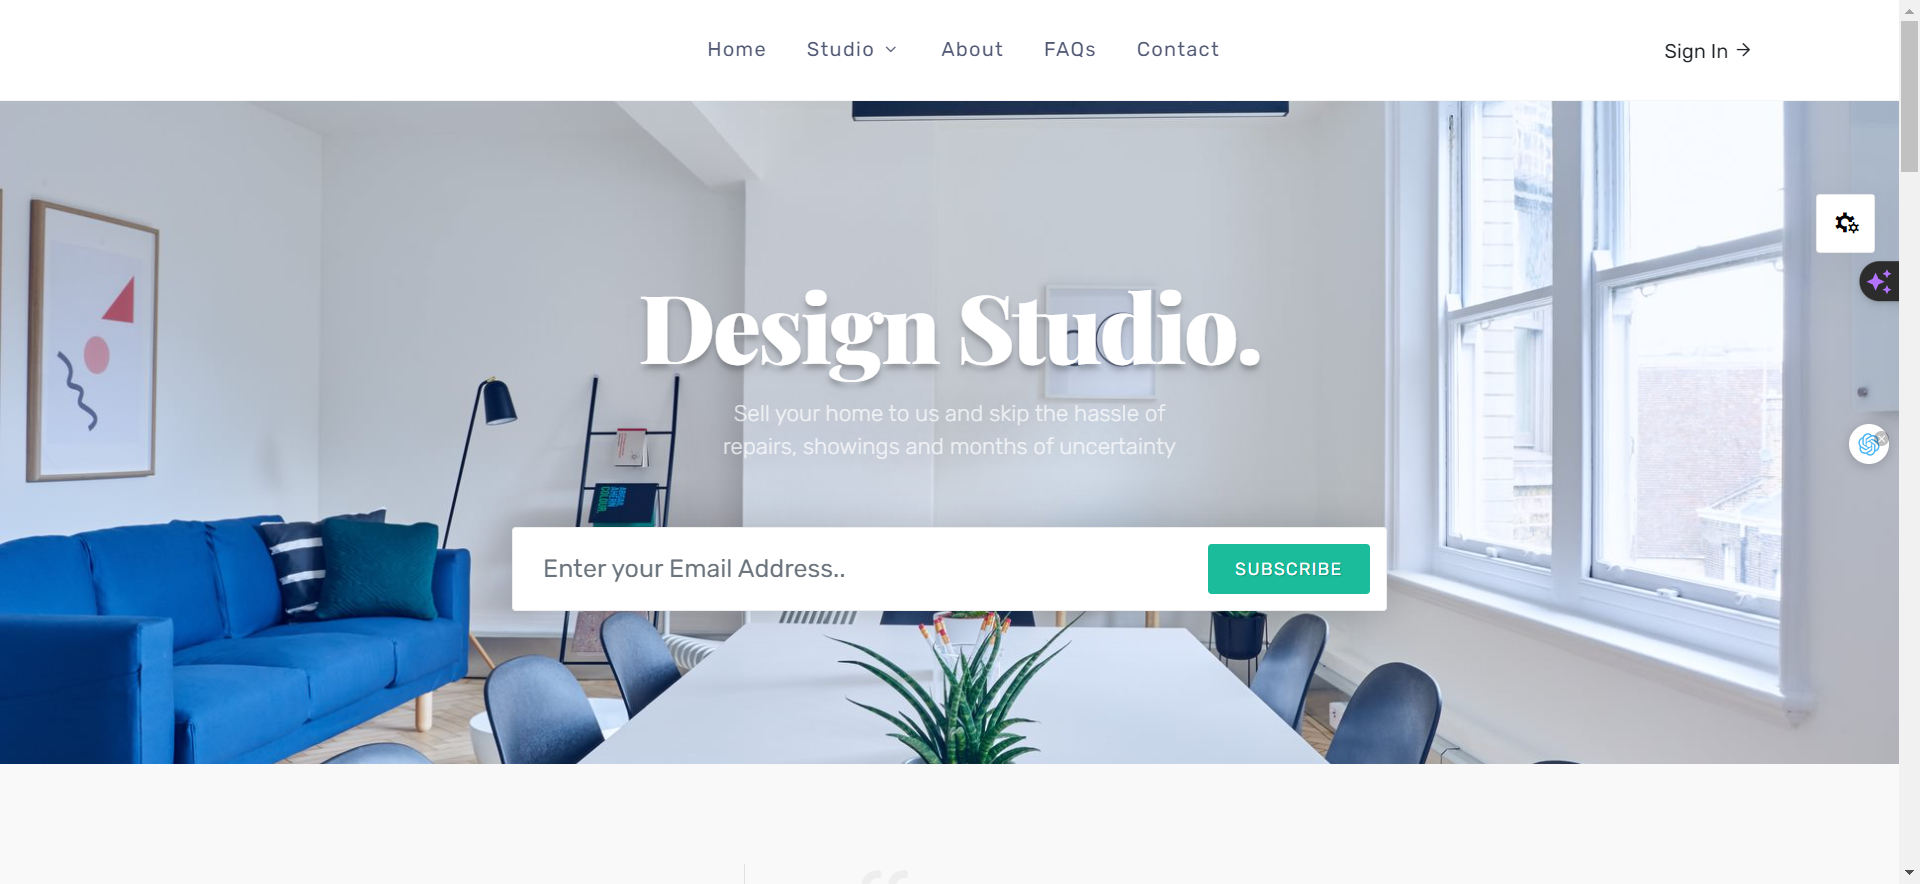 Home Studio About FAQs Contact
Sign In →
Design Studio.
Sell your home to us and skip the hassle of
repairs, showings and months of uncertainty
COLOUR
Enter your Email Address..
SUBSCRIBE
“